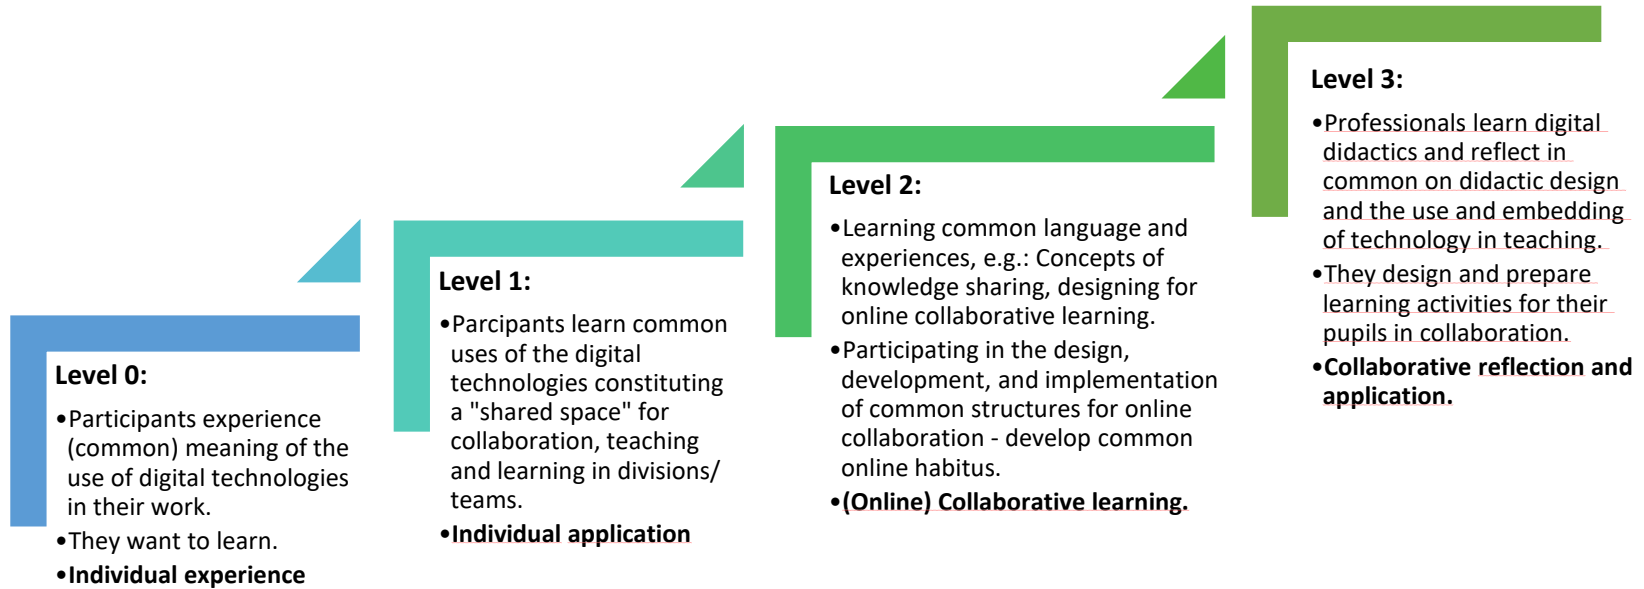 Level 0:
•Participants experience
(common) meaning of the
use of digital technologies
in their work.
•They want to learn.
•Individual experience
Level 1:
•Parcipants learn common
uses of the digital
technologies constituting
a "shared space" for
collaboration, teaching
and learning in divisions/
teams.
•Individual application
Level 2:
•Learning common language and
experiences, e.g.: Concepts of
knowledge sharing, designing for
online collaborative learning.
•Participating in the design,
development, and implementation
of common structures for online
collaboration - develop common
online habitus.
•(Online) Collaborative learning.
Level 3:
•Professionals learn digital
didactics and reflect in
common on didactic design
and the use and embedding
of technology in teaching.
•They design and prepare
learning activities for their
pupils in collaboration.
•Collaborative reflection and
application.